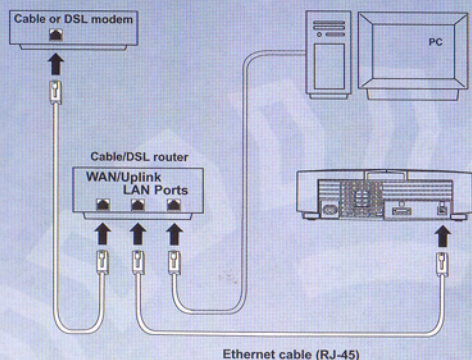 Cable or DSL modem
PC
Cable/DSL router
WAN/Uplink
LAN Ports
Ethernet cable (RJ-45)